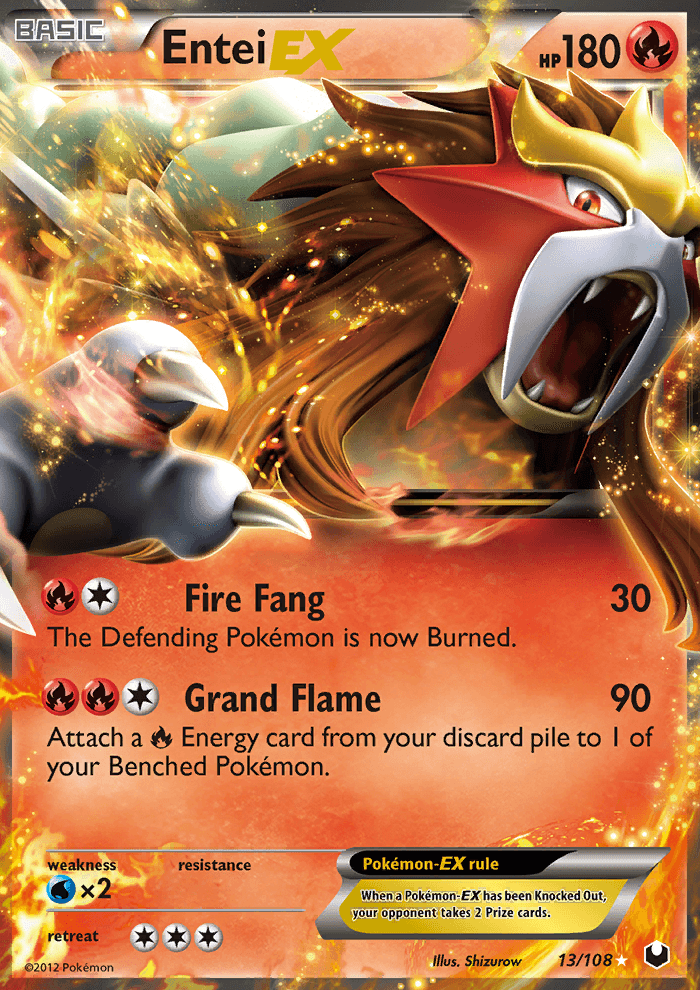 BASIC
Entei EX
HP180
Fire Fang 30
The Defending Pokémon is now Burned.
Grand Flame 90
Attach a Energy card from your discard pile to 1 of
your Benched Pokémon.
weakness resistance
×2
retreat
Pokémon-EX rule
When a Pokémon-EX has been Knocked Out,
your opponent takes 2 Prize cards.
©2012 Pokémon
Illus. Shizurow 13/108